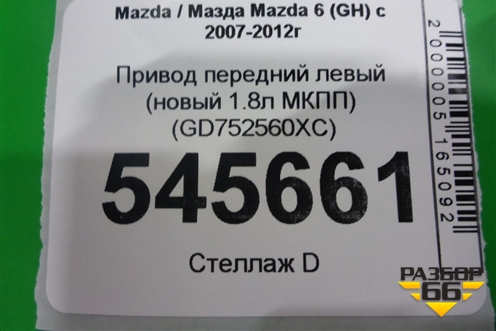 Mazda / Мазда Mazda 6 (GH) с
2007-2012г
Привод передний левый
(новый 1.8л МКПП)
(GD752560XC)
545661
Стеллаж D
2000005165092
РАЗБОР
66